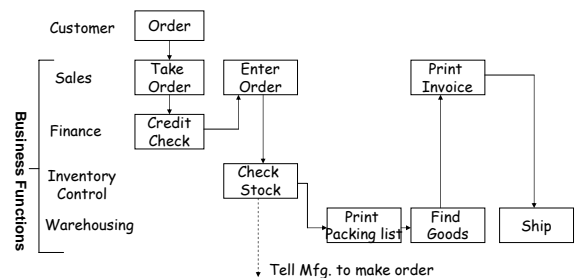 Customer
Order
Sales
Take
Order
Enter
Order
Print
Invoice
Business Functions
Finance
Credit
Check
Inventory
Control
Check
Stock
Warehousing
Print
Packing list
Find
Goods
Ship
Tell Mfg. to make order